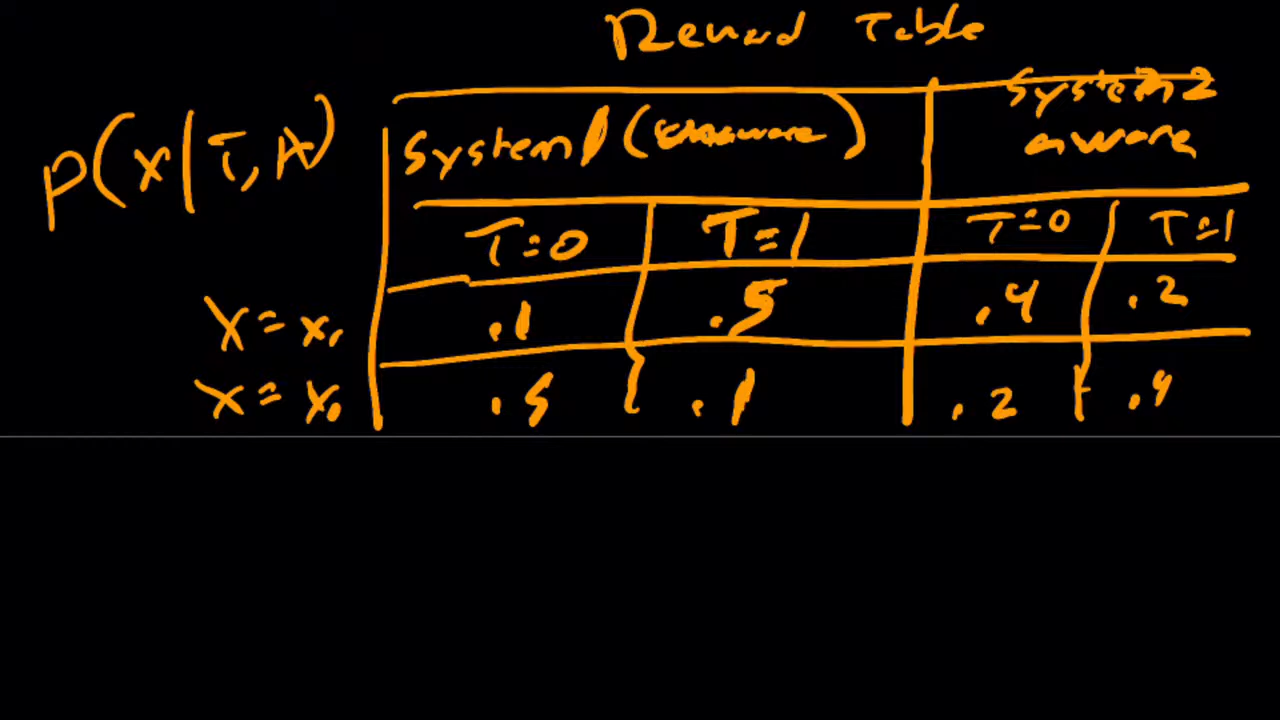 Reward Table
P(X|T,A) System 1 (unaware) System 2
aware
T=0 T=1 T=0 T=1
X=x₁ .1 .5 .4 .2
X=x₀ .5 .1 .2 .4